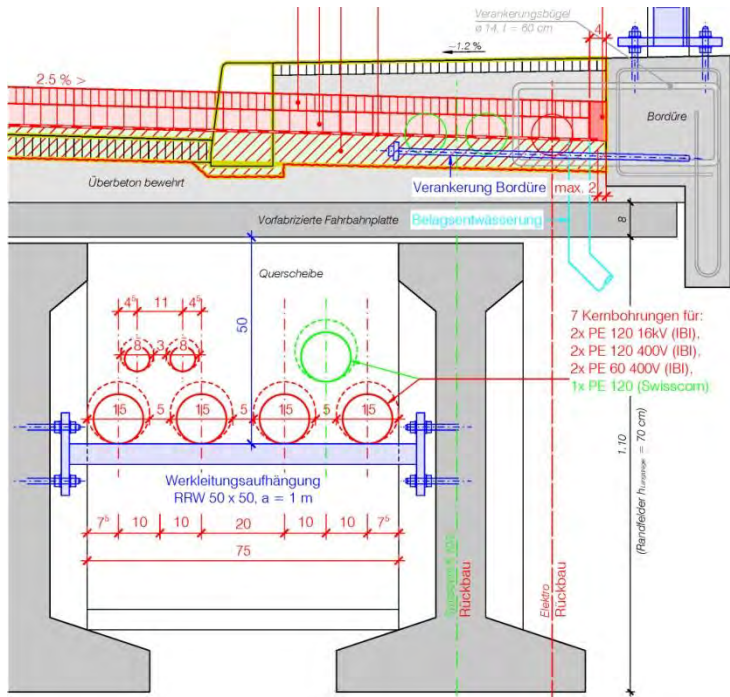 Verankerungsbügel
ø 14, l = 60 cm
4
~1.2 %
2.5 % >
Bordüre
Verankerung Bordüre
max. 2
Überbeton bewehrt
Vorfabrizierte Fahrbahnplatte
Belagsentwässerung
8
Querscheibe
4⁵ 11 4⁵
50
8 3 8
7 Kernbohrungen für:
2x PE 120 16kV (IBI),
2x PE 120 400V (IBI),
2x PE 60 400V (IBI),
1x PE 120 (Swisscom)
15 5 15 5 15 5 15
Werkleitungsaufhängung
RRW 50 x 50, a = 1 m
7⁵ 10 10 20 10 10 7⁵
75
1.10
Rückbau
Elektro
Rückbau